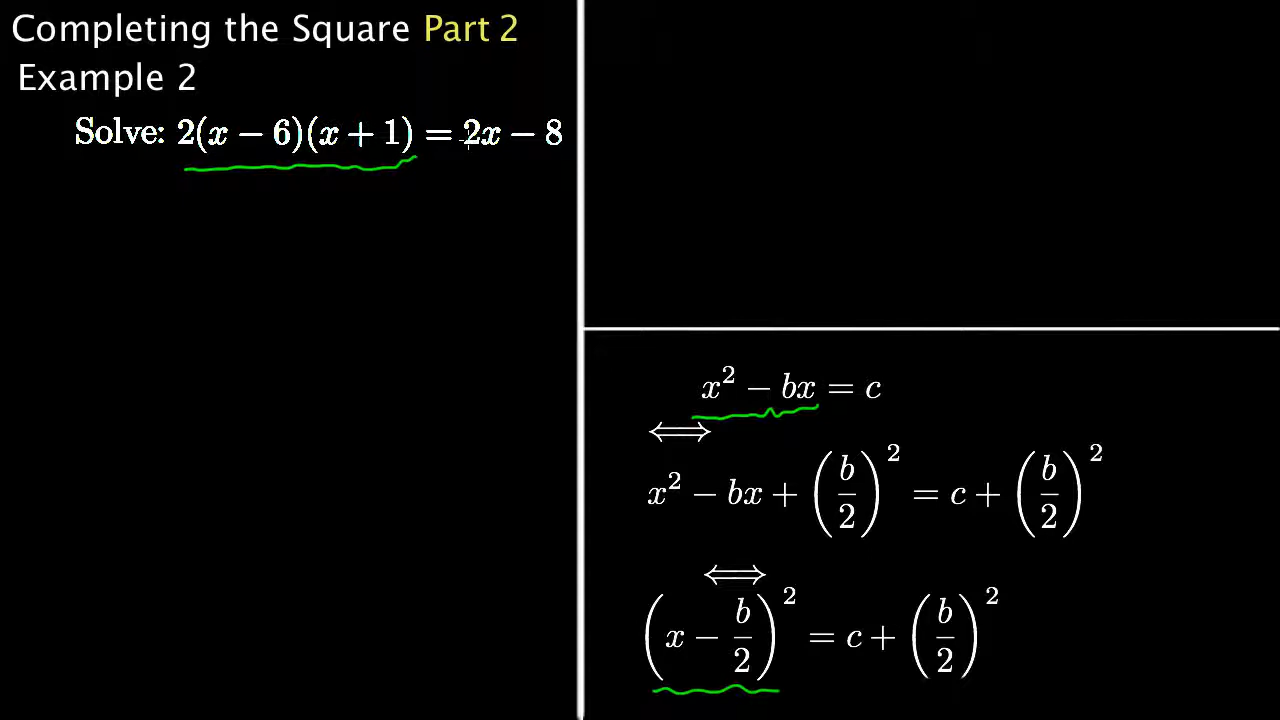 Completing the Square Part 2
Example 2
Solve: 2(x − 6)(x + 1) = 2x − 8
x² − bx = c
⟺
x² − bx + (b/2)² = c + (b/2)²
⟺
(x − b/2)² = c + (b/2)²